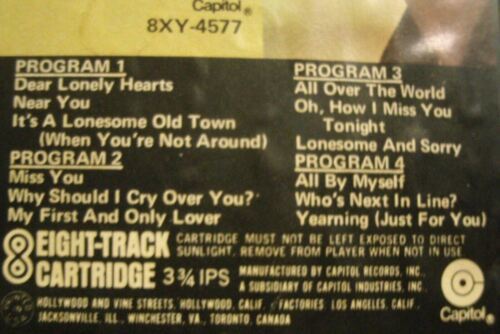 Capitol®
8XY-4577
PROGRAM 1
Dear Lonely Hearts
Near You
It's A Lonesome Old Town
(When You're Not Around)
PROGRAM 2
Miss You
Why Should I Cry Over You?
My First And Only Lover
PROGRAM 3
All Over The World
Oh, How I Miss You
Tonight
Lonesome And Sorry
PROGRAM 4
All By Myself
Who's Next In Line?
Yearning (Just For You)
8 EIGHT-TRACK
CARTRIDGE 3¾ IPS
CARTRIDGE MUST NOT BE LEFT EXPOSED TO DIRECT
SUNLIGHT, REMOVE FROM PLAYER WHEN NOT IN USE
MANUFACTURED BY CAPITOL RECORDS, INC.,
A SUBSIDIARY OF CAPITOL INDUSTRIES, INC.
HOLLYWOOD AND VINE STREETS, HOLLYWOOD, CALIF. FACTORIES LOS ANGELES, CALIF.,
JACKSONVILLE, ILL., WINCHESTER, VA., TORONTO, CANADA
Capitol®